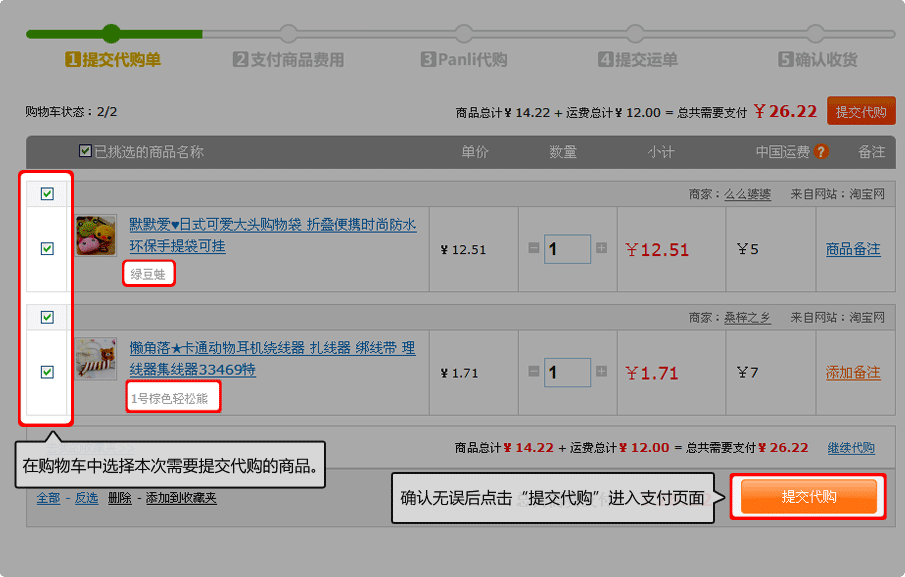 1提交代购单 2支付商品费用 3Panli代购 4提交运单 5确认收货
购物车状态：2/2 商品总计￥14.22 + 运费总计￥12.00 = 总共需要支付 ￥26.22 提交代购
已挑选的商品名称 单价 数量 小计 中国运费 ? 备注
商家：么么婆婆 来自网站：淘宝网
默默爱♥日式可爱大头购物袋 折叠便携时尚防水
环保手提袋可挂
￥12.51 1 ￥12.51 ￥5 商品备注
绿豆蛙
商家：桑梓之乡 来自网站：淘宝网
懒角落★卡通动物耳机绕线器 扎线器 绑线带 理
线器集线器33469特
￥1.71 1 ￥1.71 ￥7 添加备注
1号棕色轻松熊
商品总计￥14.22 + 运费总计￥12.00 = 总共需要支付￥26.22 继续代购
在购物车中选择本次需要提交代购的商品。
全部 - 反选 删除 - 添加到收藏夹
确认无误后点击“提交代购”进入支付页面
提交代购